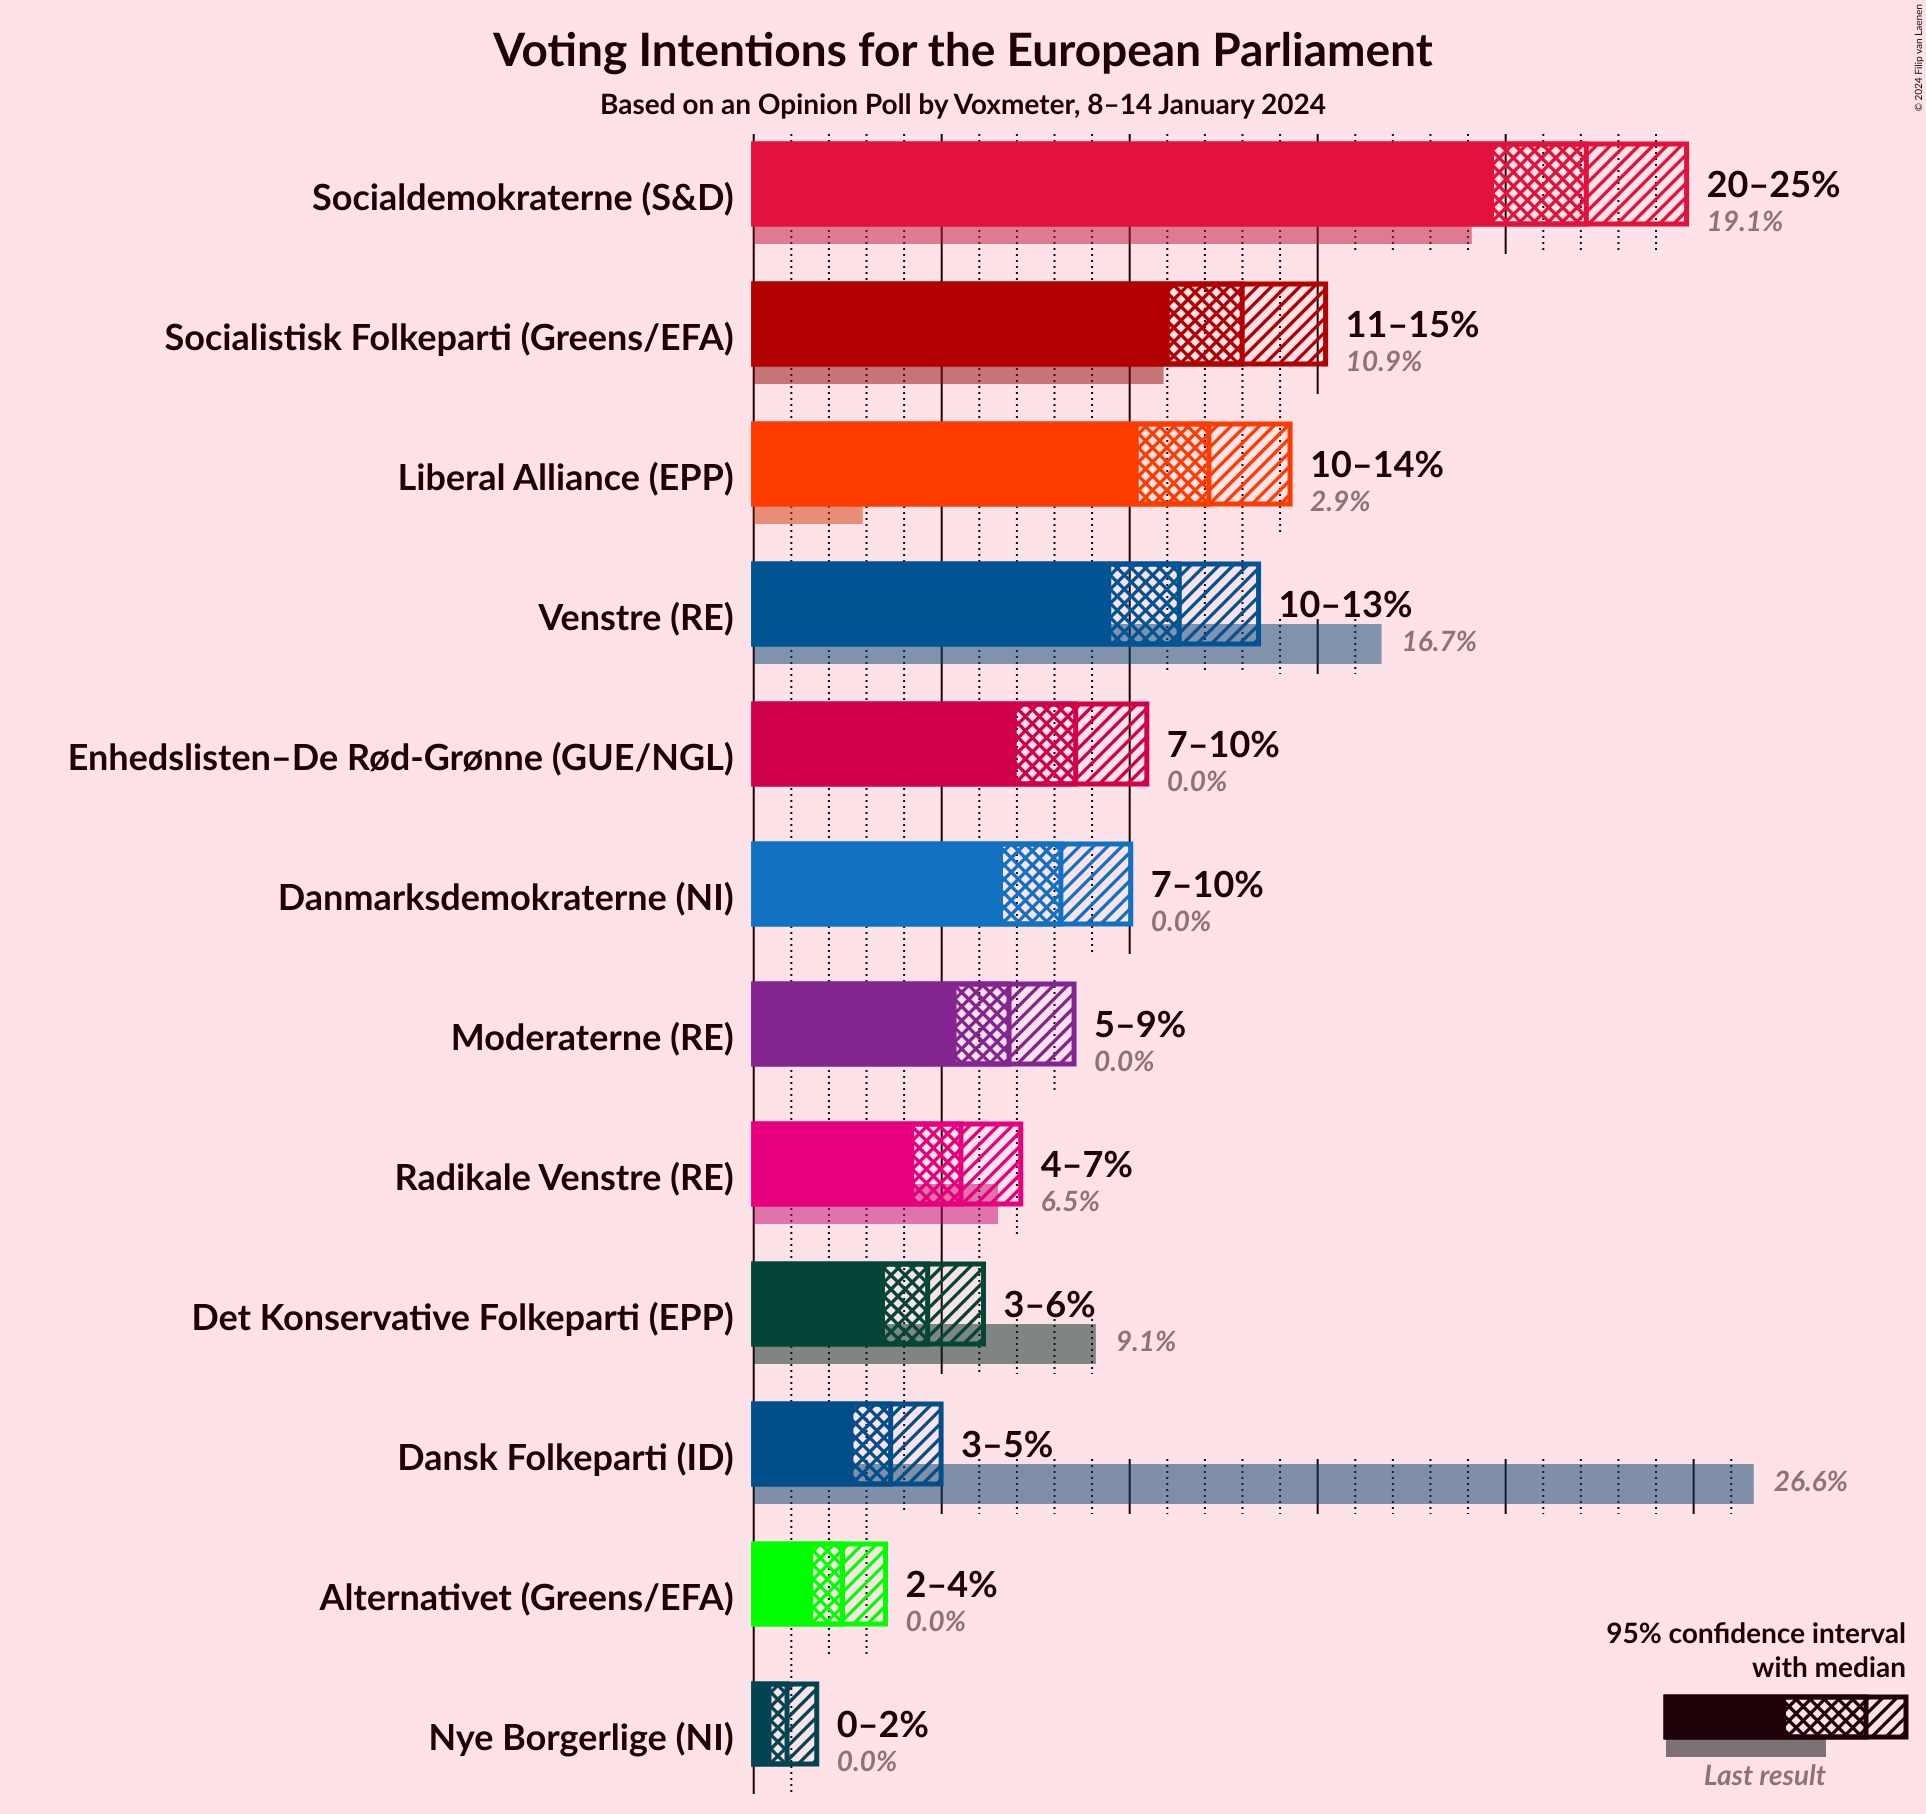 Voting Intentions for the European Parliament
Based on an Opinion Poll by Voxmeter, 8–14 January 2024
© 2024 Filip van Laenen
Socialdemokraterne (S&D)
20–25%
19.1%
Socialistisk Folkeparti (Greens/EFA)
11–15%
10.9%
Liberal Alliance (EPP)
10–14%
2.9%
Venstre (RE)
10–13%
16.7%
Enhedslisten–De Rød-Grønne (GUE/NGL)
7–10%
0.0%
Danmarksdemokraterne (NI)
7–10%
0.0%
Moderaterne (RE)
5–9%
0.0%
Radikale Venstre (RE)
4–7%
6.5%
Det Konservative Folkeparti (EPP)
3–6%
9.1%
Dansk Folkeparti (ID)
3–5%
26.6%
Alternativet (Greens/EFA)
2–4%
0.0%
Nye Borgerlige (NI)
0–2%
0.0%
95% confidence interval
with median
Last result